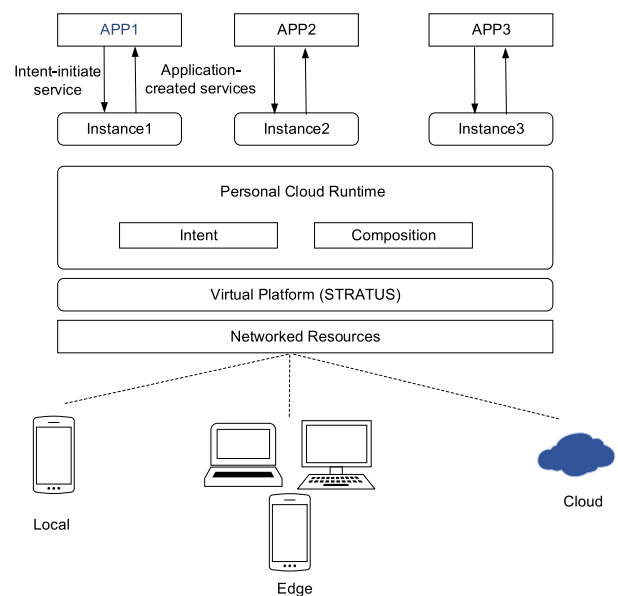 APP1
APP2
APP3
Intent-initiate
service
Application-
created services
Instance1
Instance2
Instance3
Personal Cloud Runtime
Intent
Composition
Virtual Platform (STRATUS)
Networked Resources
Local
Edge
Cloud